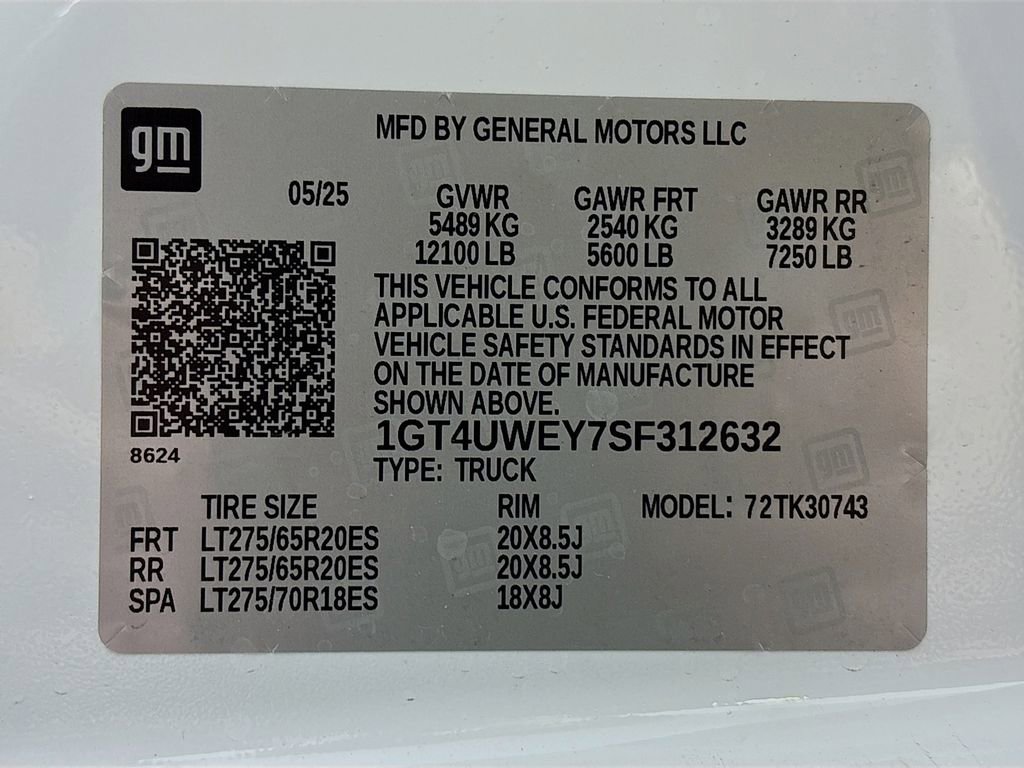 gm
MFD BY GENERAL MOTORS LLC
05/25 GVWR GAWR FRT GAWR RR
5489 KG 2540 KG 3289 KG
12100 LB 5600 LB 7250 LB
THIS VEHICLE CONFORMS TO ALL
APPLICABLE U.S. FEDERAL MOTOR
VEHICLE SAFETY STANDARDS IN EFFECT
ON THE DATE OF MANUFACTURE
SHOWN ABOVE.
1GT4UWEY7SF312632
8624
TYPE: TRUCK
TIRE SIZE RIM MODEL: 72TK30743
FRT LT275/65R20ES 20X8.5J
RR LT275/65R20ES 20X8.5J
SPA LT275/70R18ES 18X8J